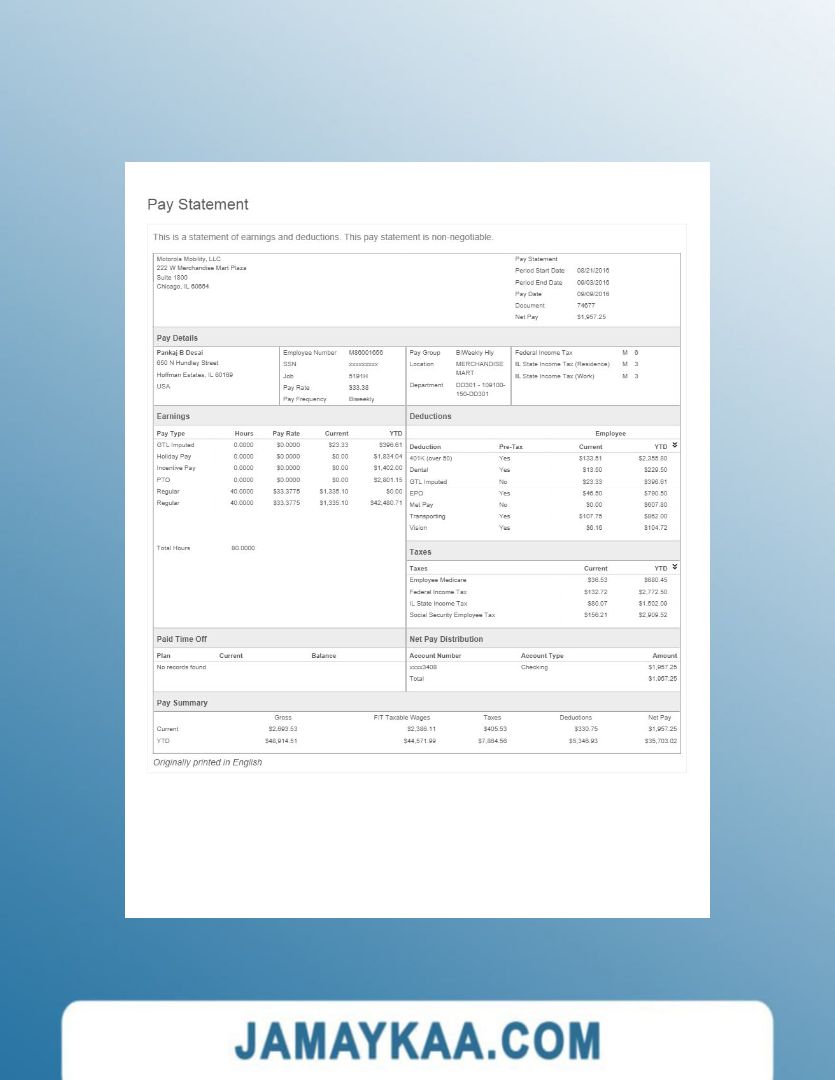 Pay Statement
This is a statement of earnings and deductions. This pay statement is non-negotiable.
Motorola Mobility, LLC
222 W Merchandise Mart Plaza
Suite 1800
Chicago, IL 60654
Pay Statement
Period Start Date 08/21/2016
Period End Date 09/03/2016
Pay Date 09/09/2016
Document 74677
Net Pay $1,957.25
Pay Details
Pankaj B Desai
650 N Hundley Street
Hoffman Estates, IL 60169
USA
Employee Number M86001656
SSN xxxxxxxxx
Job 5191H
Pay Rate $33.38
Pay Frequency Biweekly
Pay Group BiWeekly Hly
Location MERCHANDISE
MART
Department DD301 - 109100-
150-DD301
Federal Income Tax M 6
IL State Income Tax (Residence) M 3
IL State Income Tax (Work) M 3
Earnings
Pay Type Hours Pay Rate Current YTD
GTL Imputed 0.0000 $0.0000 $23.33 $396.61
Holiday Pay 0.0000 $0.0000 $0.00 $1,834.04
Incentive Pay 0.0000 $0.0000 $0.00 $1,402.00
PTO 0.0000 $0.0000 $0.00 $2,801.15
Regular 40.0000 $33.3775 $1,335.10 $0.00
Regular 40.0000 $33.3775 $1,335.10 $42,480.71
Total Hours 80.0000
Deductions
Employee
Deduction Pre-Tax Current YTD
401K (over 50) Yes $133.51 $2,355.80
Dental Yes $13.50 $229.50
GTL Imputed No $23.33 $396.61
EPO Yes $46.50 $790.50
Met Pay No $0.00 $607.80
Transporting Yes $107.75 $862.00
Vision Yes $6.16 $104.72
Taxes
Taxes Current YTD
Employee Medicare $36.53 $680.45
Federal Income Tax $132.72 $2,772.50
IL State Income Tax $80.07 $1,502.00
Social Security Employee Tax $156.21 $2,909.52
Paid Time Off
Plan Current Balance
No records found
Net Pay Distribution
Account Number Account Type Amount
xxxx3408 Checking $1,957.25
Total $1,957.25
Pay Summary
Gross FIT Taxable Wages Taxes Deductions Net Pay
Current $2,693.53 $2,386.11 $405.53 $330.75 $1,957.25
YTD $48,914.51 $44,571.99 $7,864.56 $5,346.93 $35,703.02
Originally printed in English
JAMAYKAA.COM